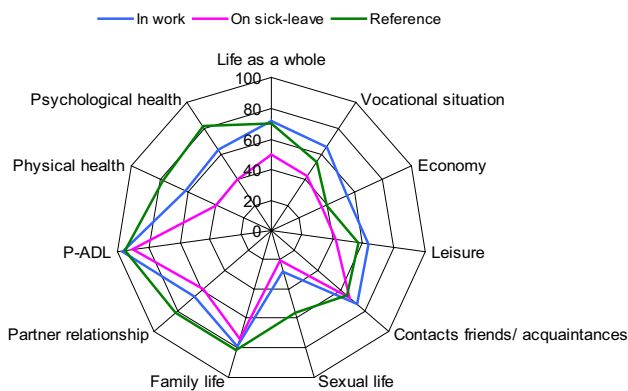 In work On sick-leave Reference
Life as a whole
100
80
60
40
20
0
Vocational situation
Economy
Leisure
Contacts friends/ acquaintances
Sexual life
Family life
Partner relationship
P-ADL
Physical health
Psychological health